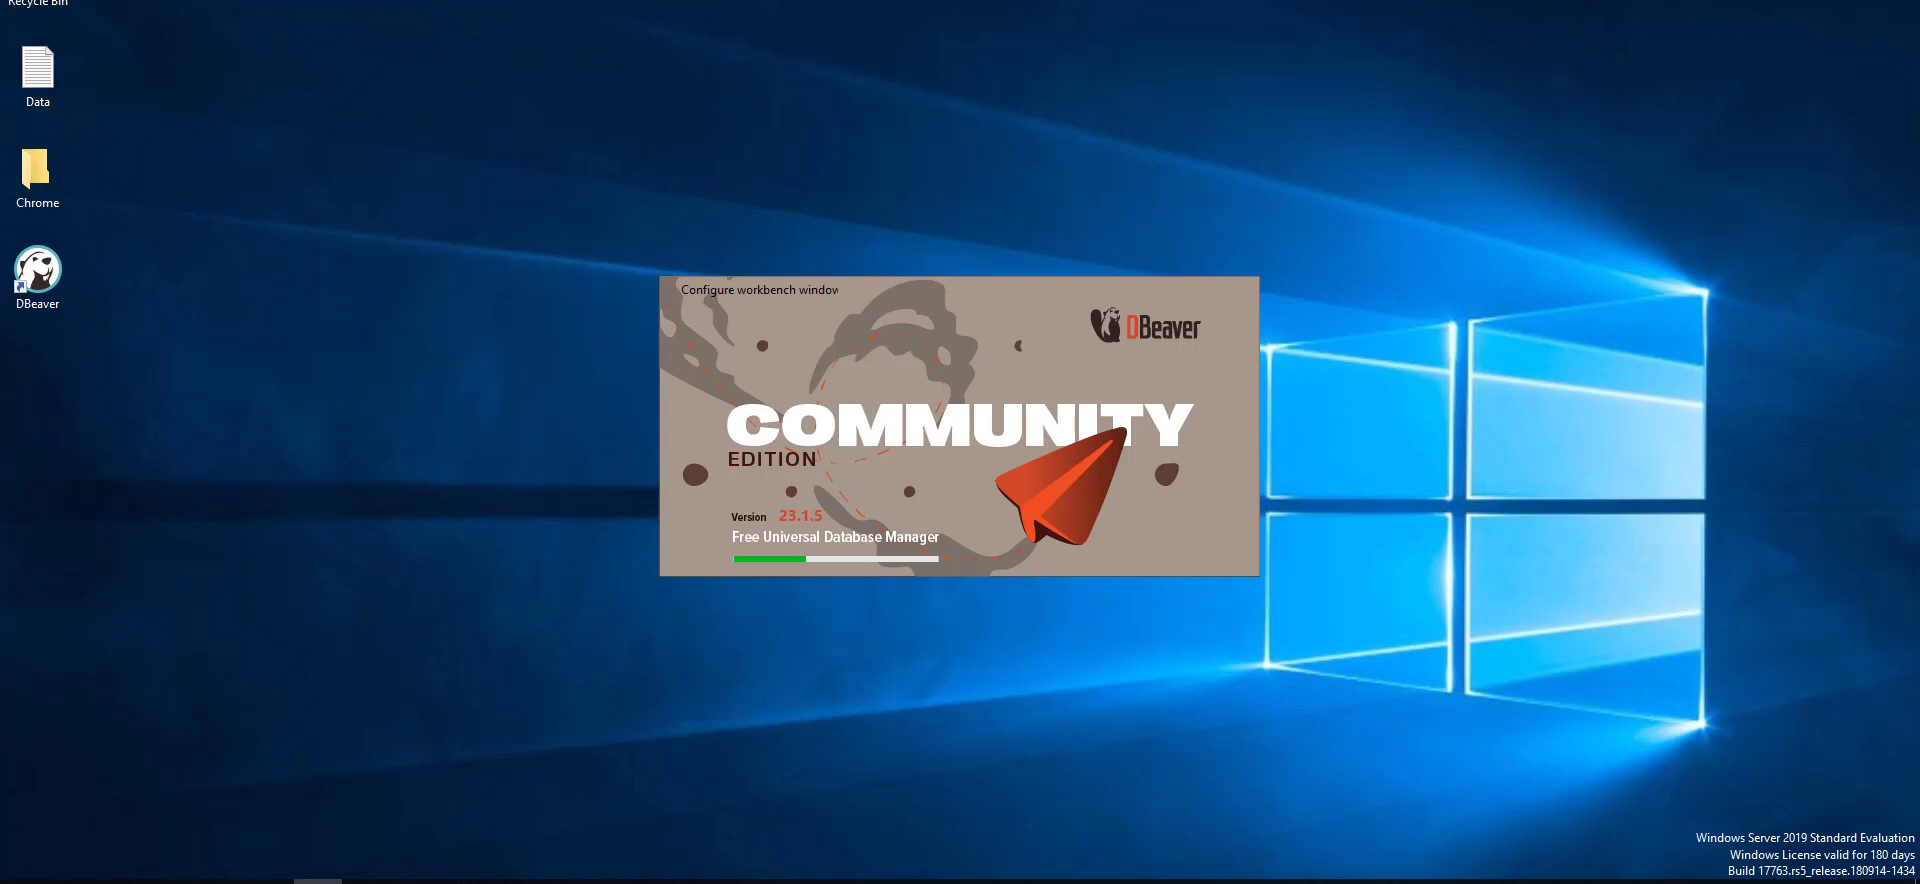 Recycle Bin
Data
Chrome
DBeaver
Configure workbench window
DBeaver
COMMUNITY
EDITION
Version 23.1.5
Free Universal Database Manager
Windows Server 2019 Standard Evaluation
Windows License valid for 180 days
Build 17763.rs5_release.180914-1434